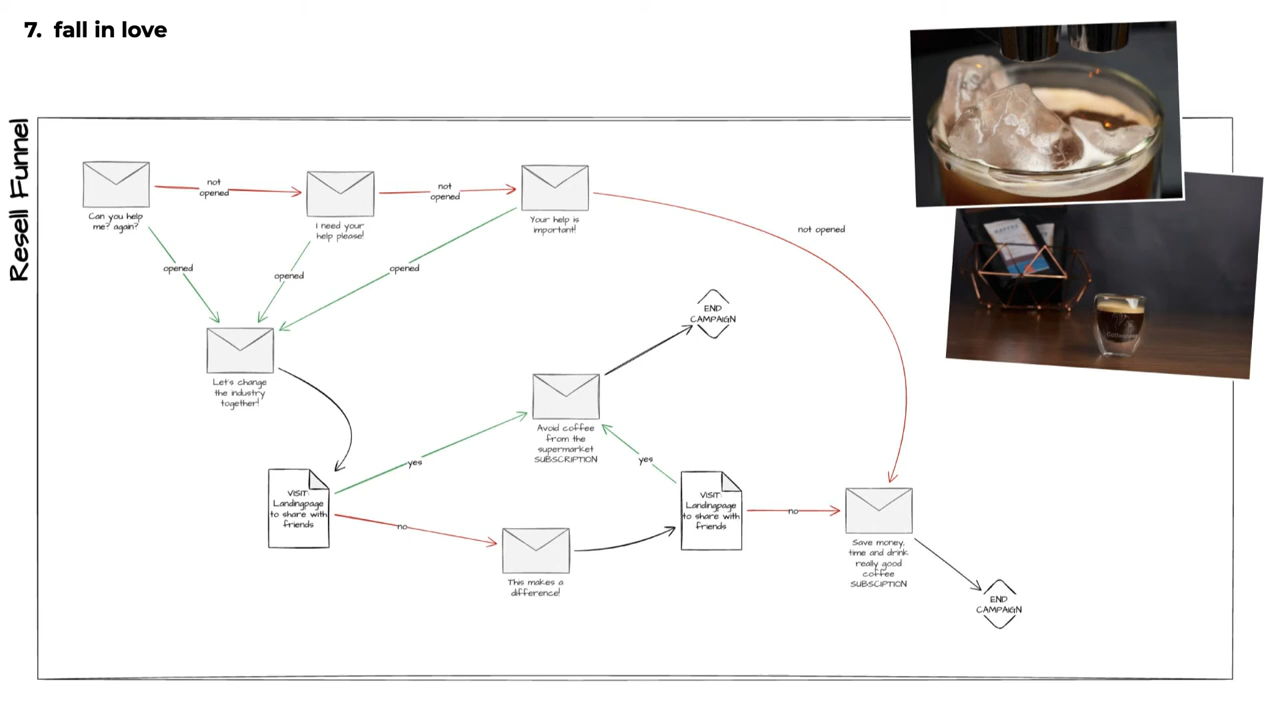 7. fall in love
Resell Funnel
not
opened
not
opened
Can you help
me? again?
I need your
help please!
Your help is
important!
not opened
opened
opened
opened
END
CAMPAIGN
Let's change
the industry
together!
Avoid coffee
from the
supermarket
SUBSCRIPTION
yes
yes
VISIT:
Landingpage
to share with
friends
VISIT:
Landingpage
to share with
friends
no
no
This makes a
difference!
Save money,
time and drink
really good
coffee
SUBSCIPTION
END
CAMPAIGN
KAFFEE